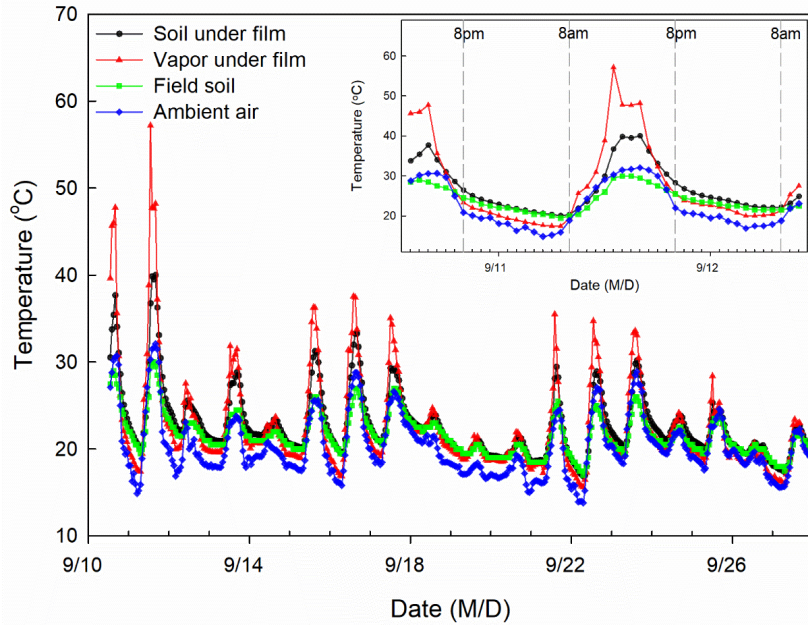 70
60
50
40
30
20
10
Temperature (°C)
Soil under film
Vapor under film
Field soil
Ambient air
8pm 8am 8pm 8am
60
50
40
30
20
Temperature (°C)
9/11 9/12
Date (M/D)
9/10 9/14 9/18 9/22 9/26
Date (M/D)